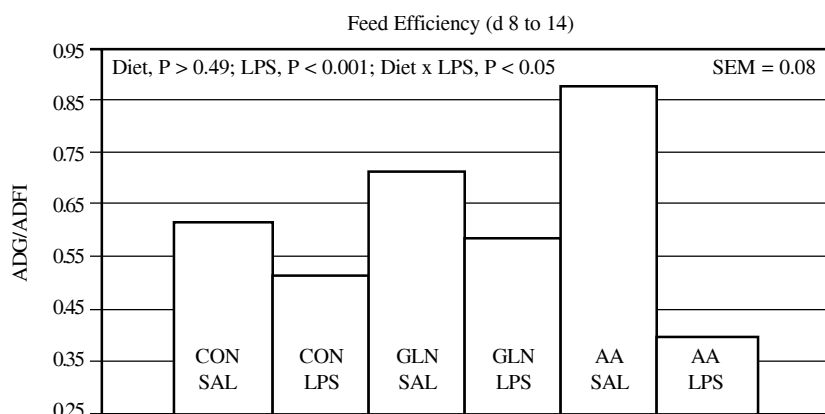 Feed Efficiency (d 8 to 14)
Diet, P > 0.49; LPS, P < 0.001; Diet x LPS, P < 0.05 SEM = 0.08
ADG/ADFI
0.95
0.85
0.75
0.65
0.55
0.45
0.35
0.25
CON CON GLN GLN AA AA
SAL LPS SAL LPS SAL LPS